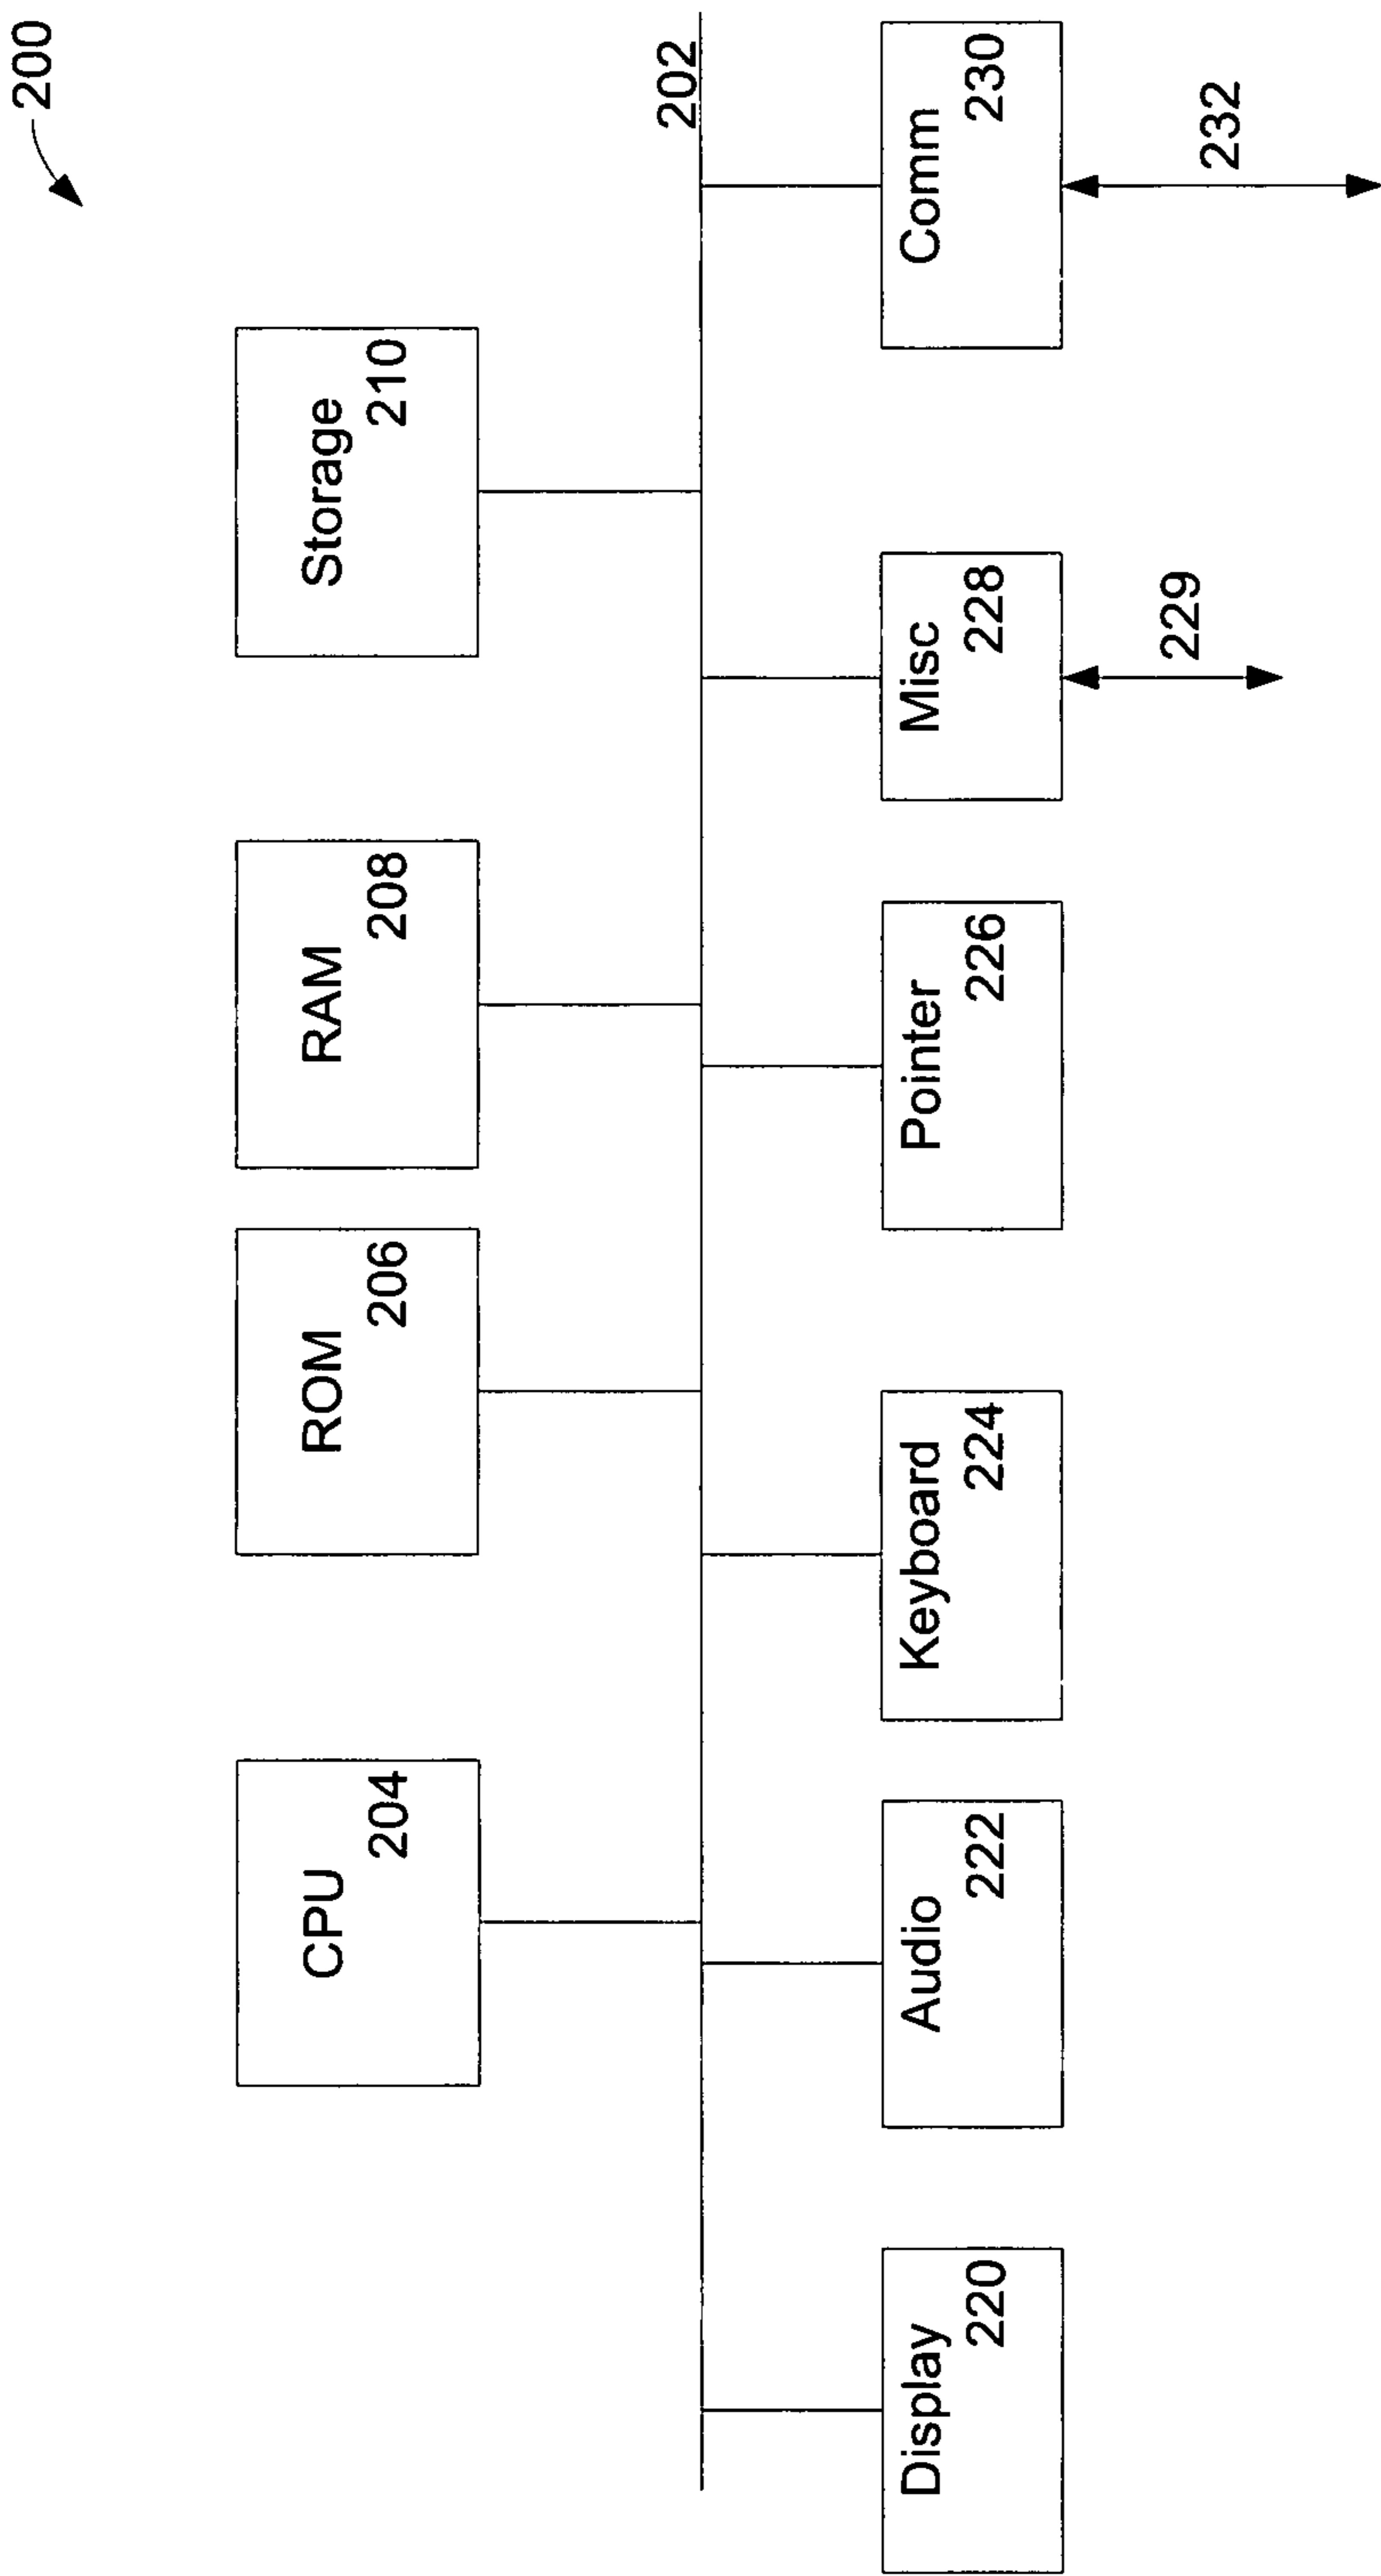 200
CPU
204
ROM
206
RAM
208
Storage
210
202
Display
220
Audio
222
Keyboard
224
Pointer
226
Misc
228
Comm
230
229
232